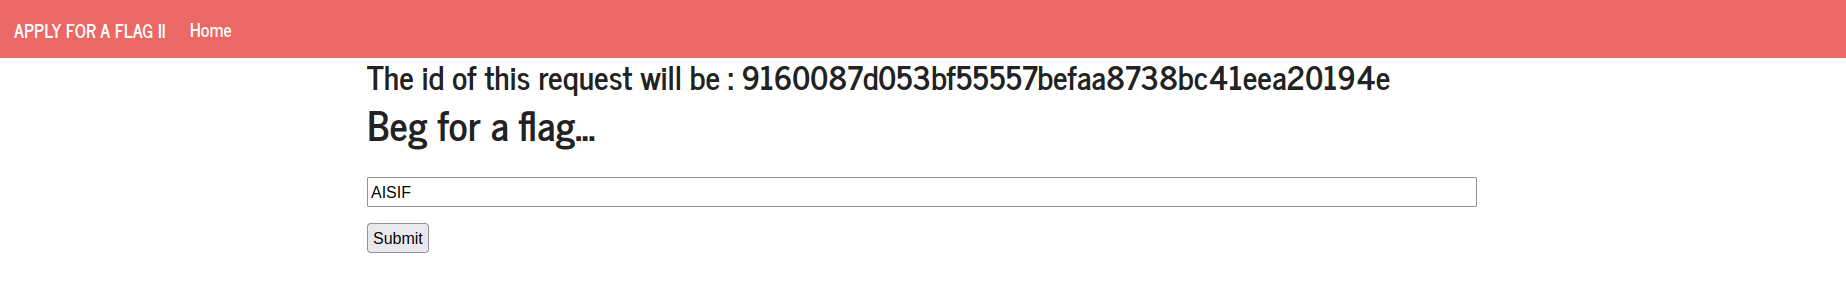 APPLY FOR A FLAG II Home
The id of this request will be : 9160087d053bf55557befaa8738bc41eea20194e
Beg for a flag...
AISIF
Submit